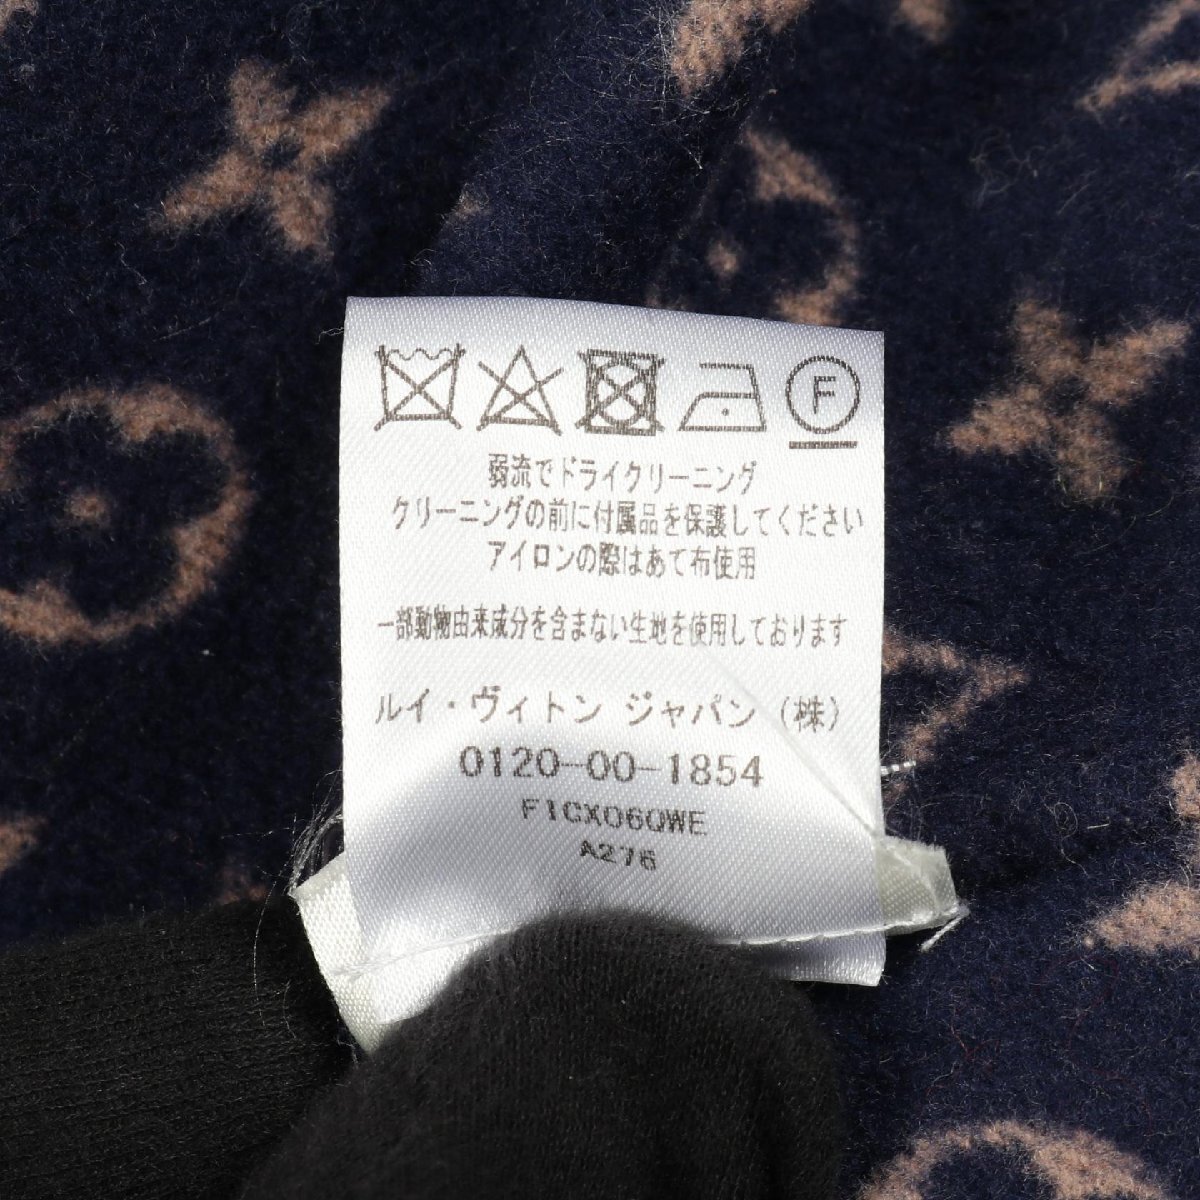 F
弱流でドライクリーニング
クリーニングの前に付属品を保護してください
アイロンの際はあて布使用
一部動物由来成分を含まない生地を使用しております
ルイ・ヴィトン ジャパン (株)
0120-00-1854
F1CX06QWE
A276